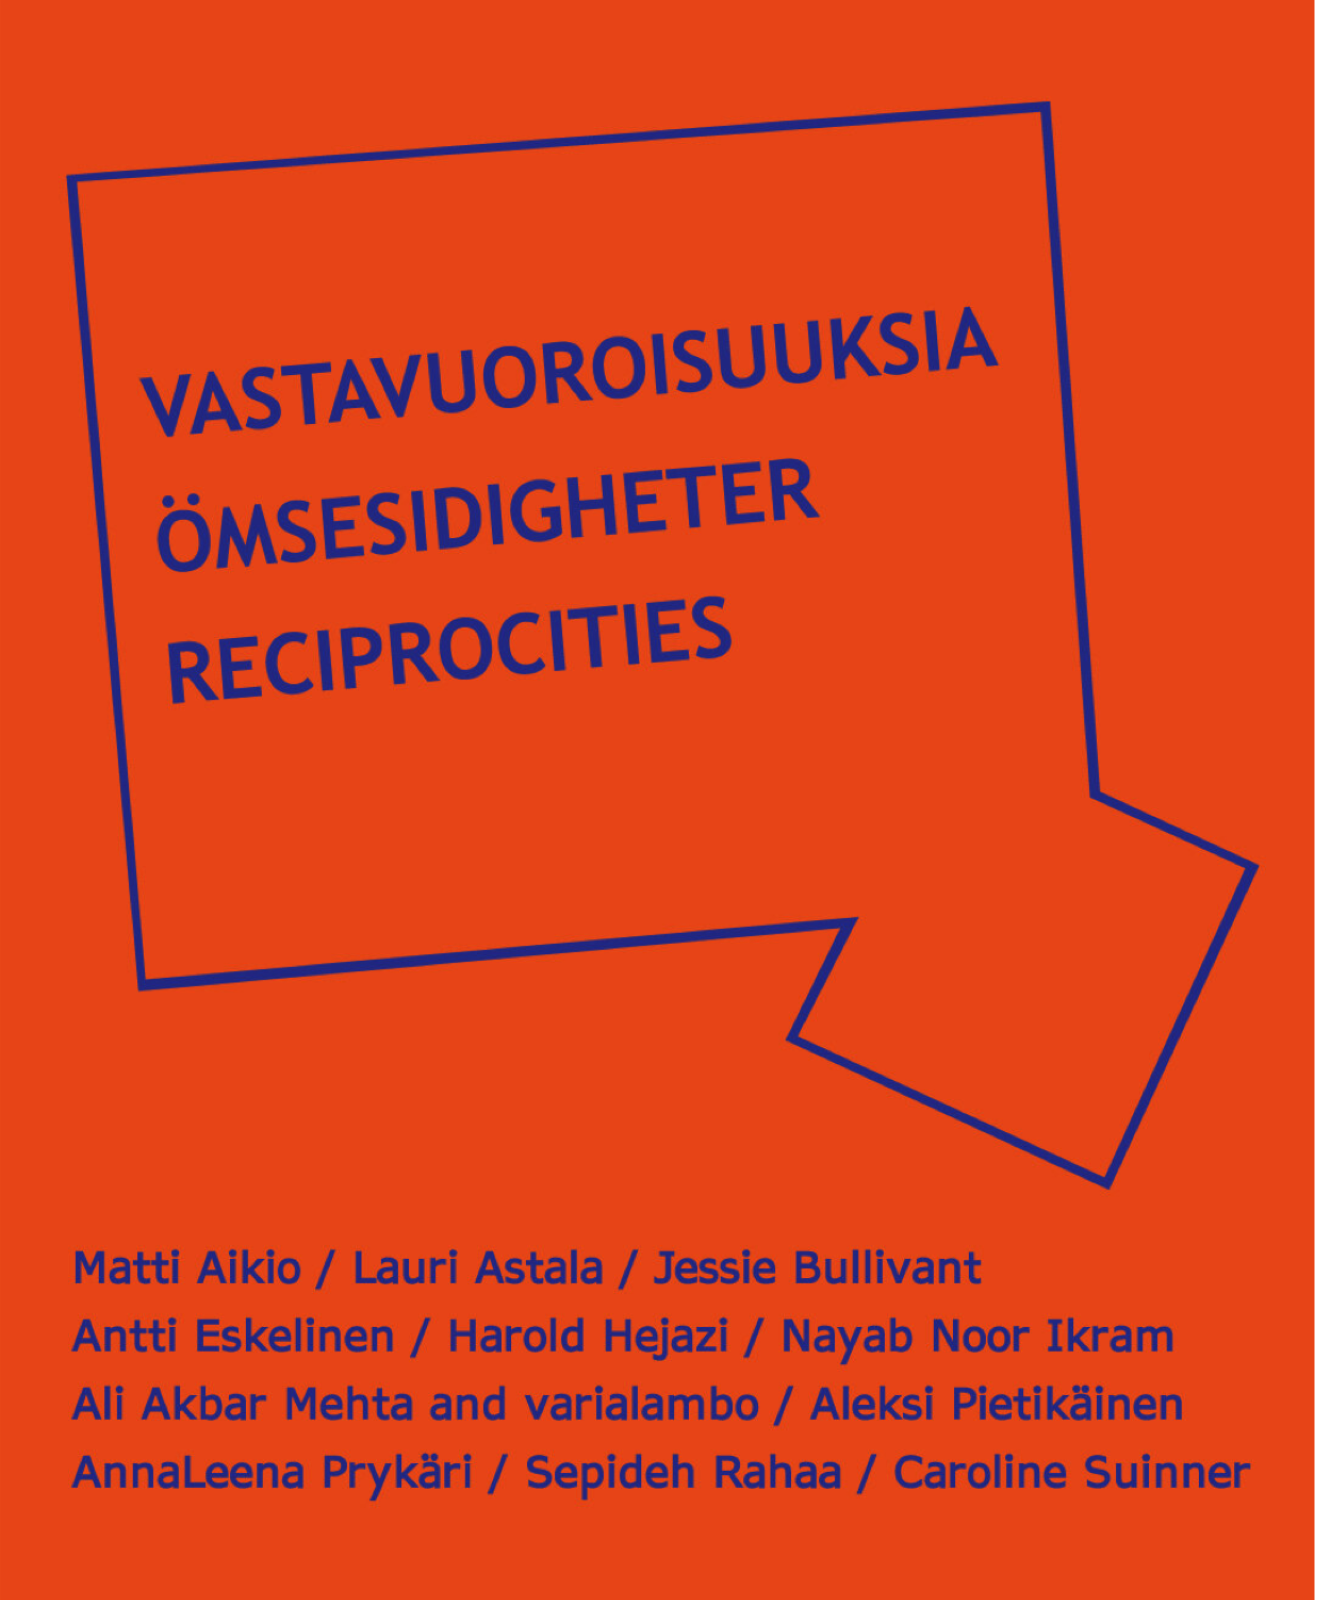 VASTAVUOROISUUKSIA
ÖMSESIDIGHETER
RECIPROCITIES
Matti Aikio / Lauri Astala / Jessie Bullivant
Antti Eskelinen / Harold Hejazi / Nayab Noor Ikram
Ali Akbar Mehta and varialambo / Aleksi Pietikäinen
AnnaLeena Prykäri / Sepideh Rahaa / Caroline Suinner